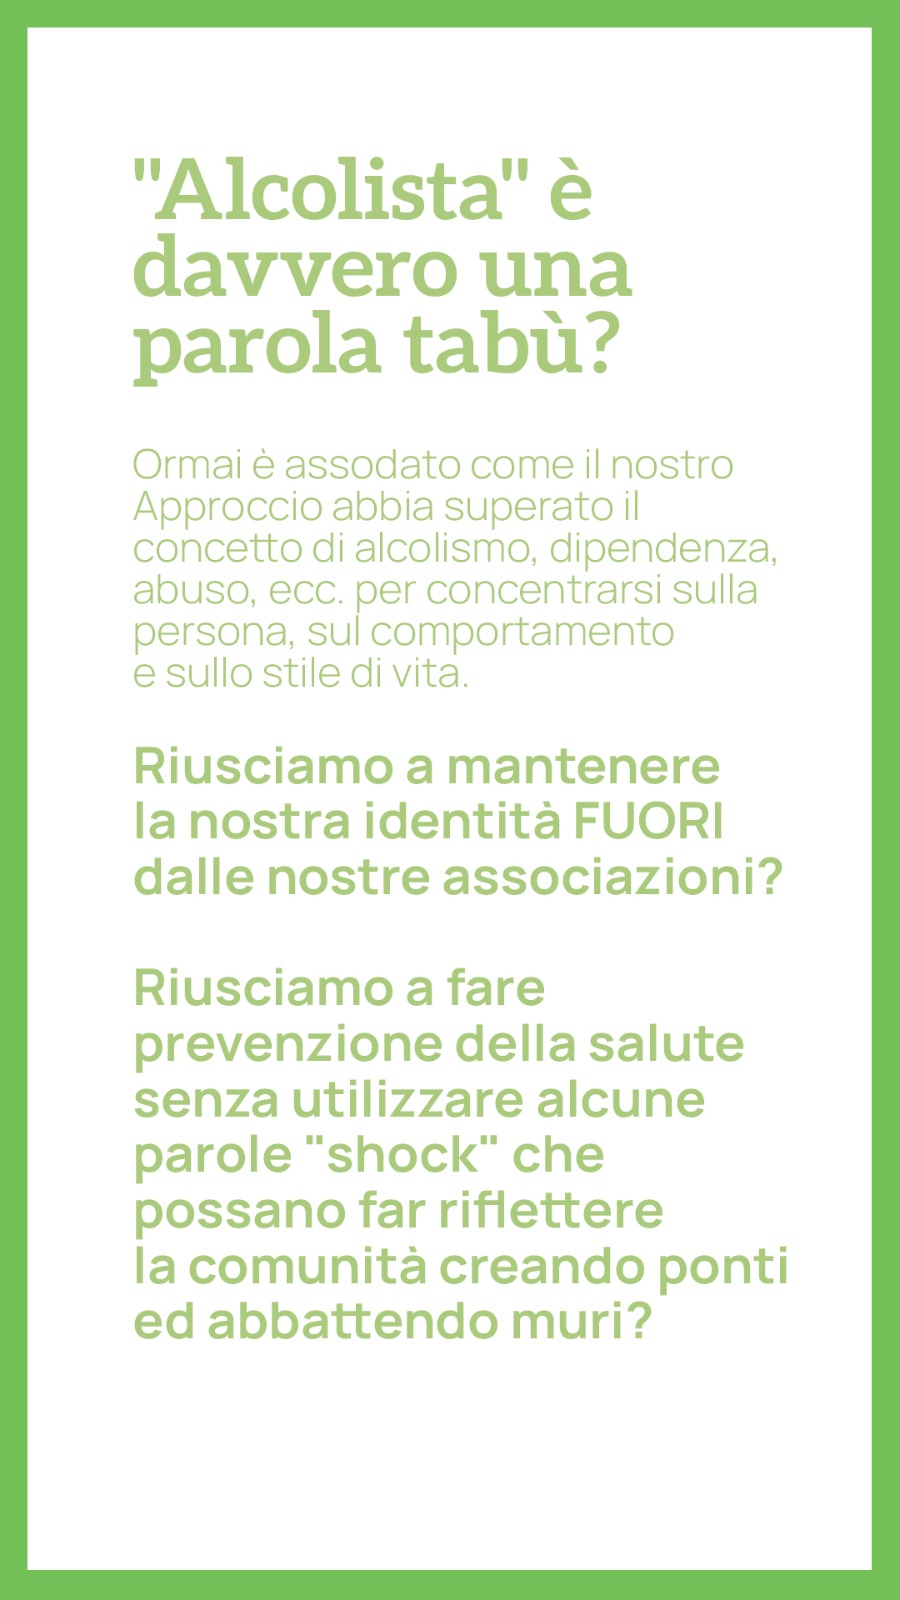 "Alcolista" è
davvero una
parola tabù?
Ormai è assodato come il nostro
Approccio abbia superato il
concetto di alcolismo, dipendenza,
abuso, ecc. per concentrarsi sulla
persona, sul comportamento
e sullo stile di vita.
Riusciamo a mantenere
la nostra identità FUORI
dalle nostre associazioni?
Riusciamo a fare
prevenzione della salute
senza utilizzare alcune
parole "shock" che
possano far riflettere
la comunità creando ponti
ed abbattendo muri?